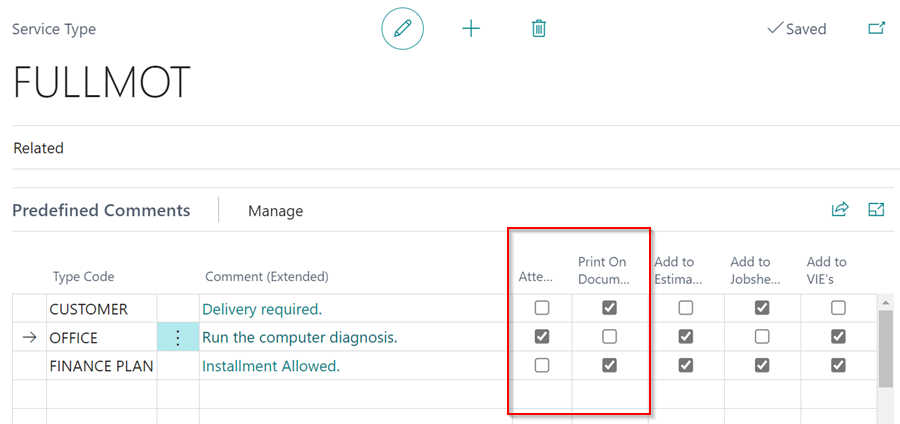 Service Type
Saved
FULLMOT
Related
Predefined Comments Manage
Type Code Comment (Extended) Atte... Print On Docum... Add to Estima... Add to Jobshe... Add to VIE's
CUSTOMER Delivery required.
OFFICE Run the computer diagnosis.
FINANCE PLAN Installment Allowed.